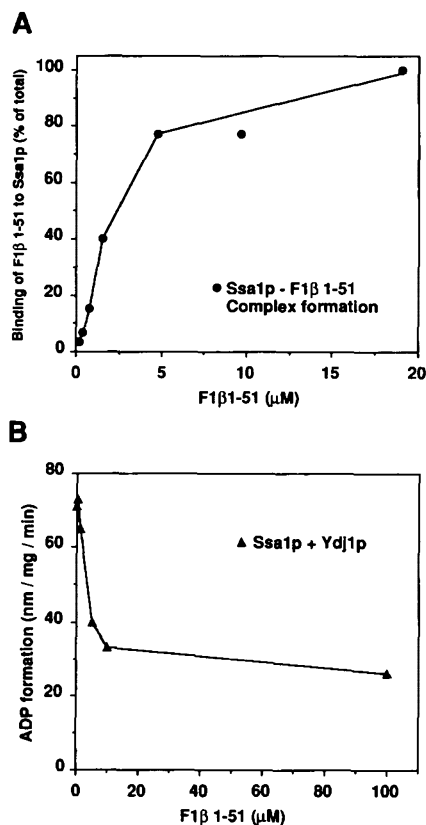 A
Binding of F1β 1-51 to Ssa1p (% of total)
100
80
60
40
20
0
● Ssa1p - F1β 1-51
Complex formation
0 5 10 15 20
F1β1-51 (μM)
B
ADP formation (nm / mg / min)
80
60
40
20
0
▲ Ssa1p + Ydj1p
0 20 40 60 80 100
F1β 1-51 (μM)